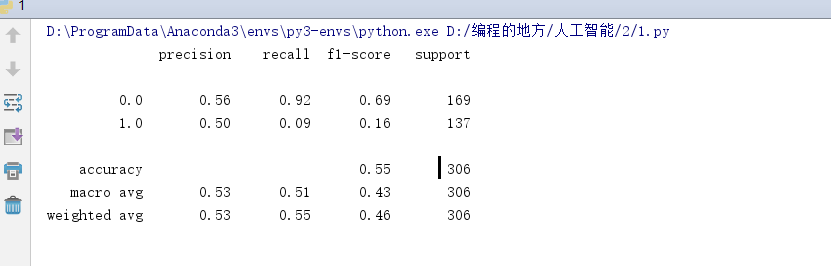 1
D:\ProgramData\Anaconda3\envs\py3-envs\python.exe D:/编程的地方/人工智能/2/1.py
precision recall f1-score support
0.0 0.56 0.92 0.69 169
1.0 0.50 0.09 0.16 137
accuracy 0.55 306
macro avg 0.53 0.51 0.43 306
weighted avg 0.53 0.55 0.46 306